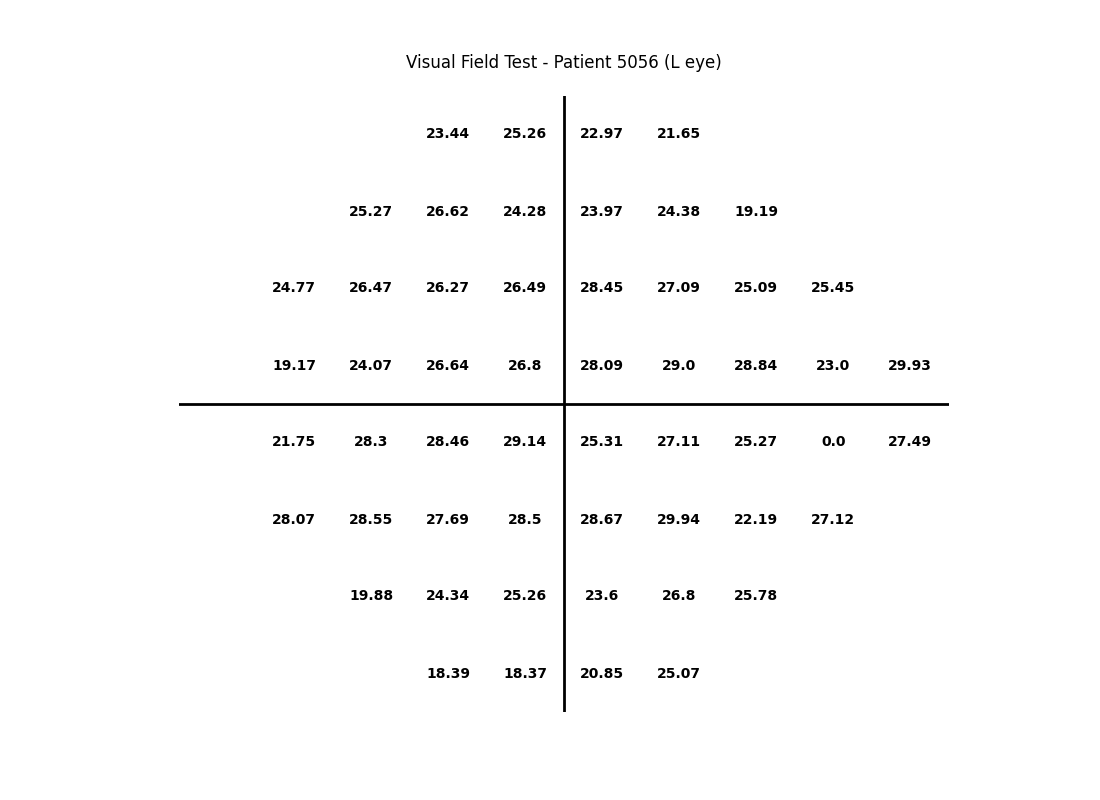 Visual Field Test - Patient 5056 (L eye)
23.44 25.26 22.97 21.65
25.27 26.62 24.28 23.97 24.38 19.19
24.77 26.47 26.27 26.49 28.45 27.09 25.09 25.45
19.17 24.07 26.64 26.8 28.09 29.0 28.84 23.0 29.93
21.75 28.3 28.46 29.14 25.31 27.11 25.27 0.0 27.49
28.07 28.55 27.69 28.5 28.67 29.94 22.19 27.12
19.88 24.34 25.26 23.6 26.8 25.78
18.39 18.37 20.85 25.07